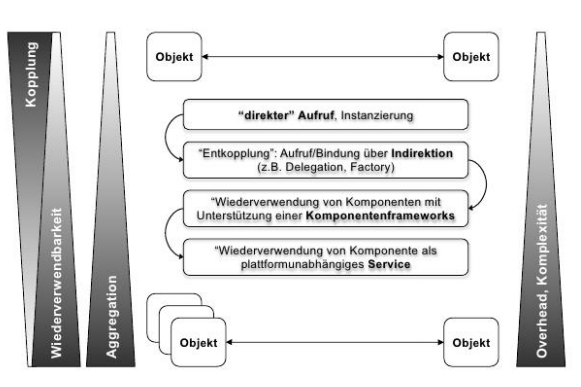 Kopplung
Wiederverwendbarkeit
Aggregation
Objekt
Objekt
“direkter” Aufruf, Instanzierung
“Entkopplung”: Aufruf/Bindung über Indirektion
(z.B. Delegation, Factory)
“Wiederverwendung von Komponenten mit
Unterstützung einer Komponentenframeworks
“Wiederverwendung von Komponente als
plattformunabhängiges Service
Objekt
Objekt
Overhead, Komplexität